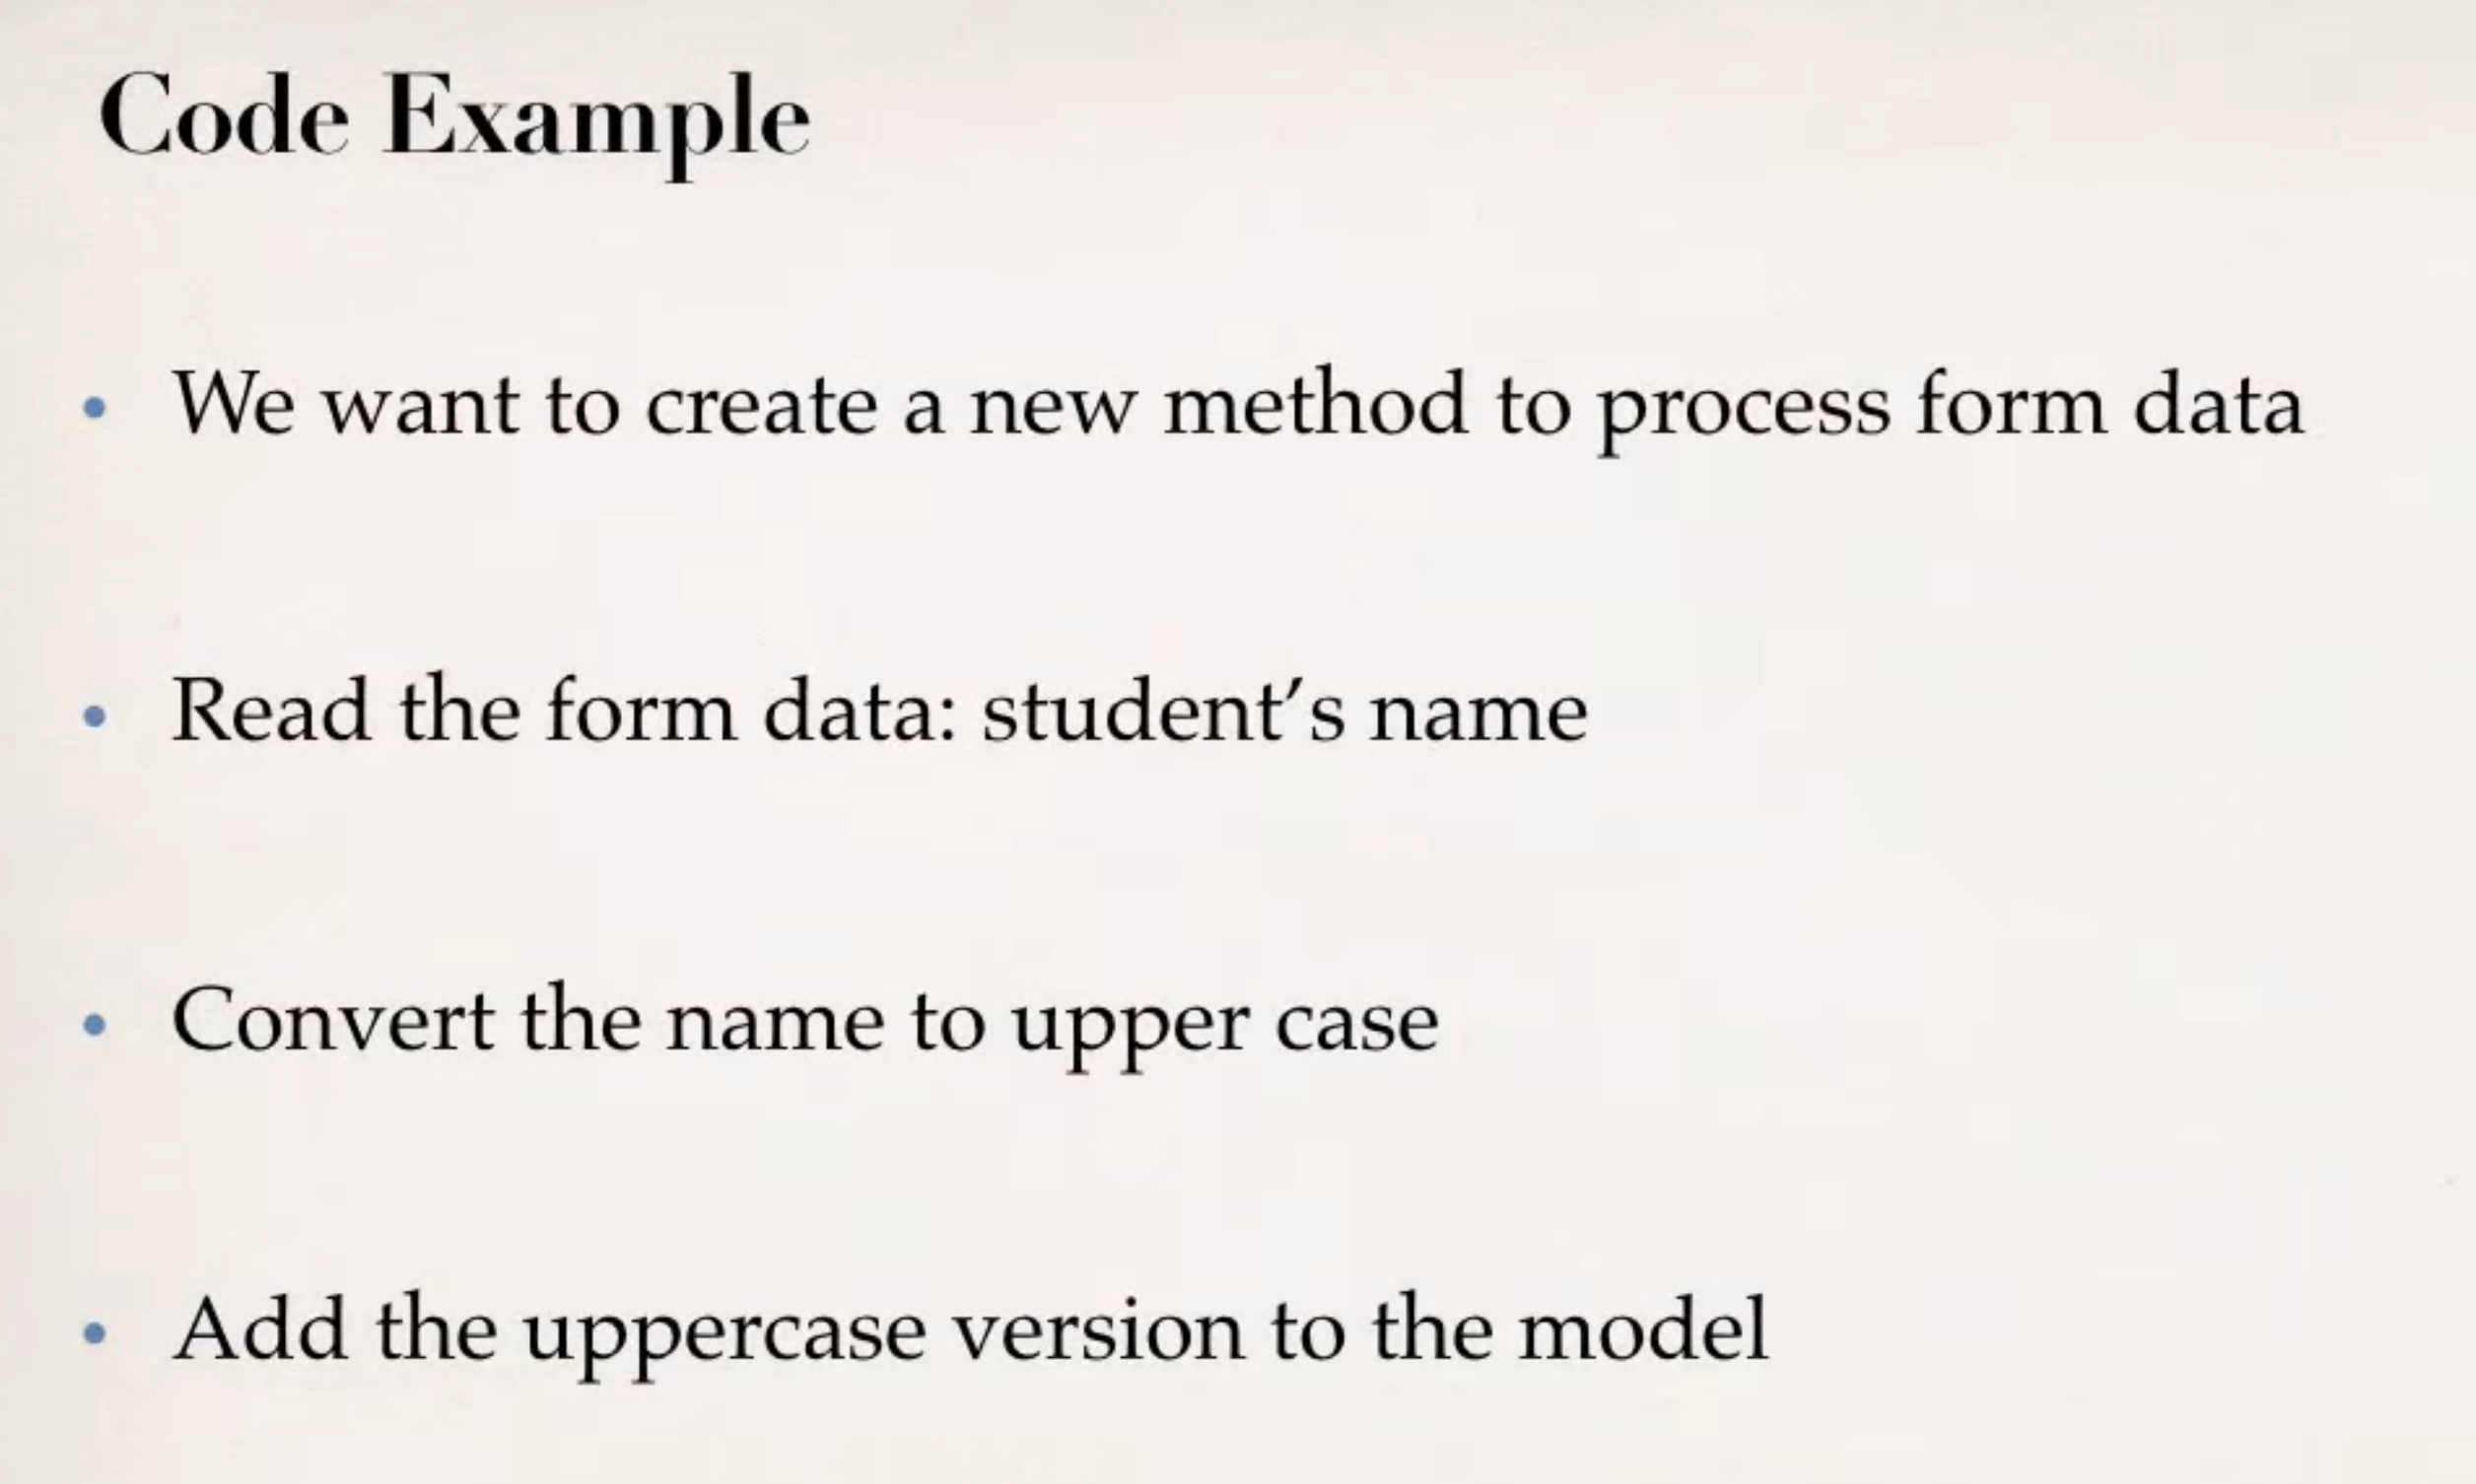 Code Example
• We want to create a new method to process form data
• Read the form data: student’s name
• Convert the name to upper case
• Add the uppercase version to the model